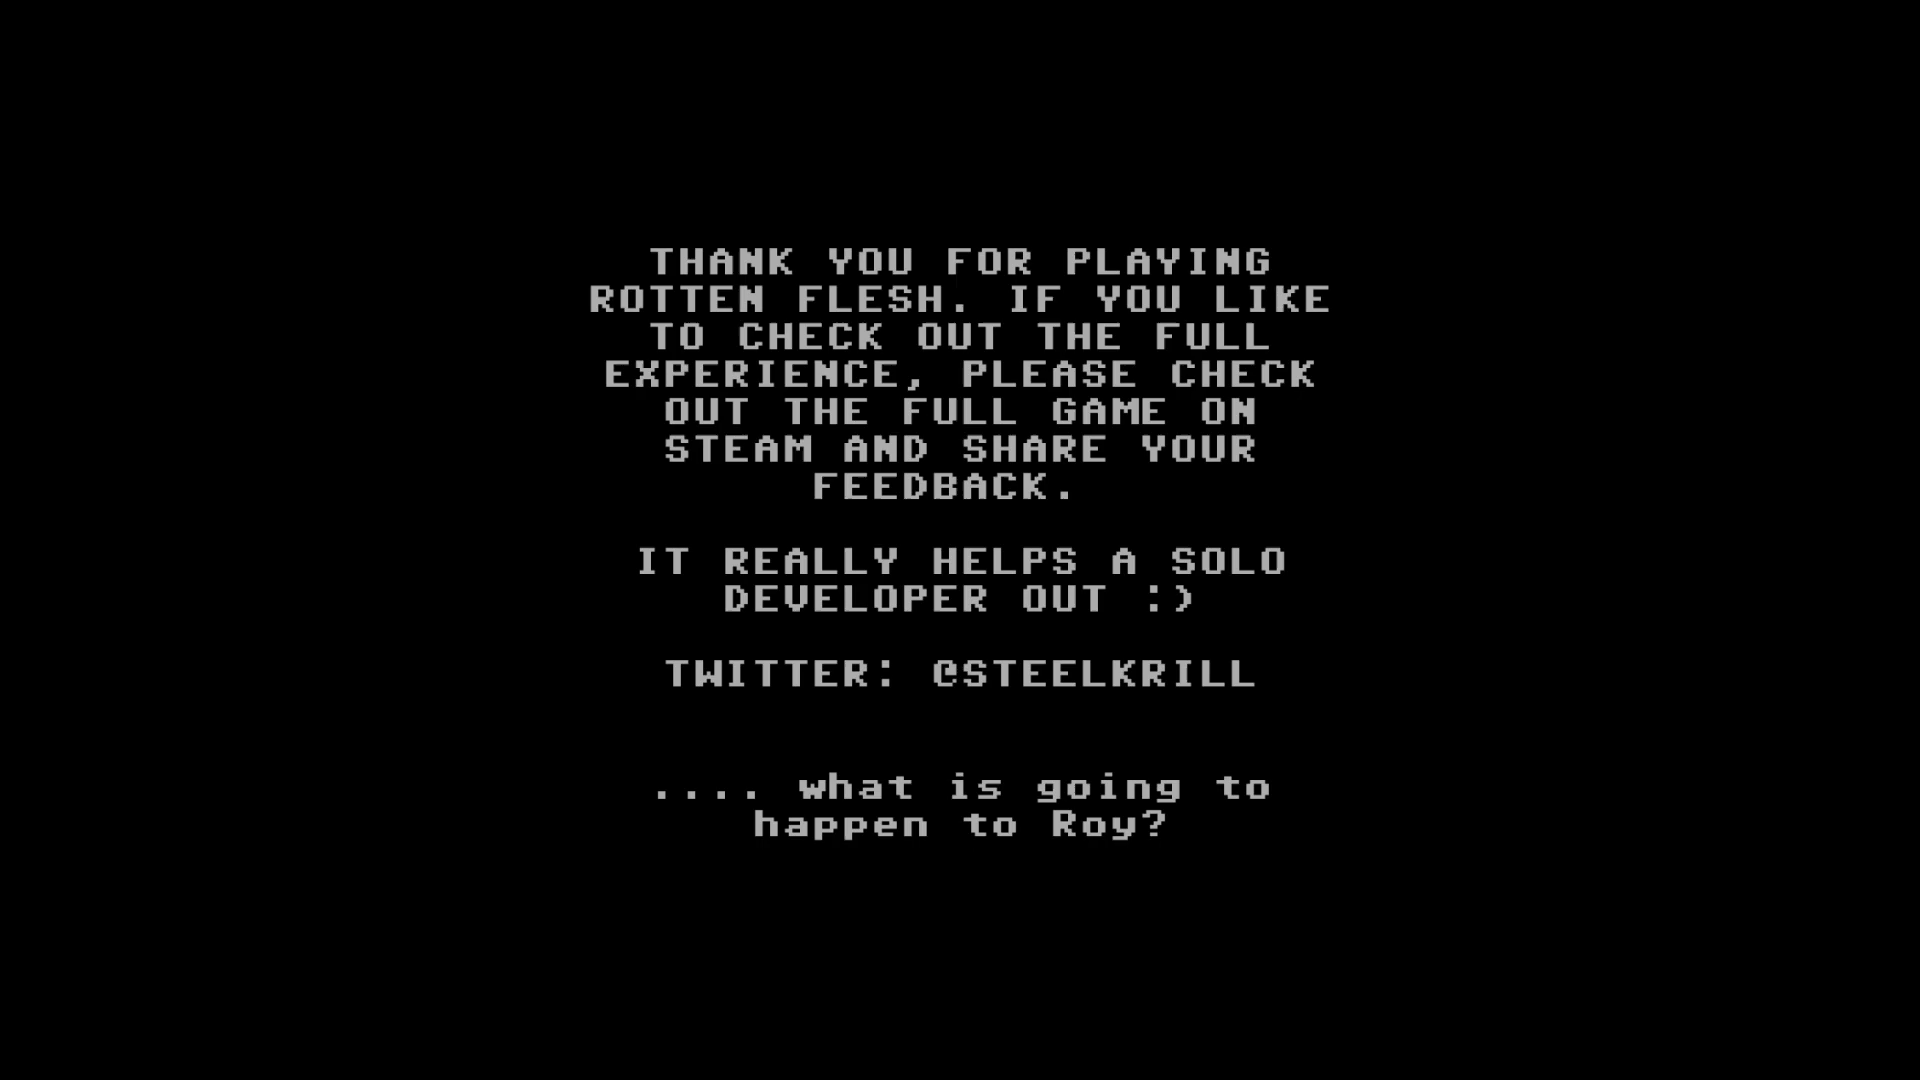 THANK YOU FOR PLAYING
ROTTEN FLESH. IF YOU LIKE
TO CHECK OUT THE FULL
EXPERIENCE, PLEASE CHECK
OUT THE FULL GAME ON
STEAM AND SHARE YOUR
FEEDBACK.
IT REALLY HELPS A SOLO
DEVELOPER OUT :)
TWITTER: @STEELKRILL
.... what is going to
happen to Roy?